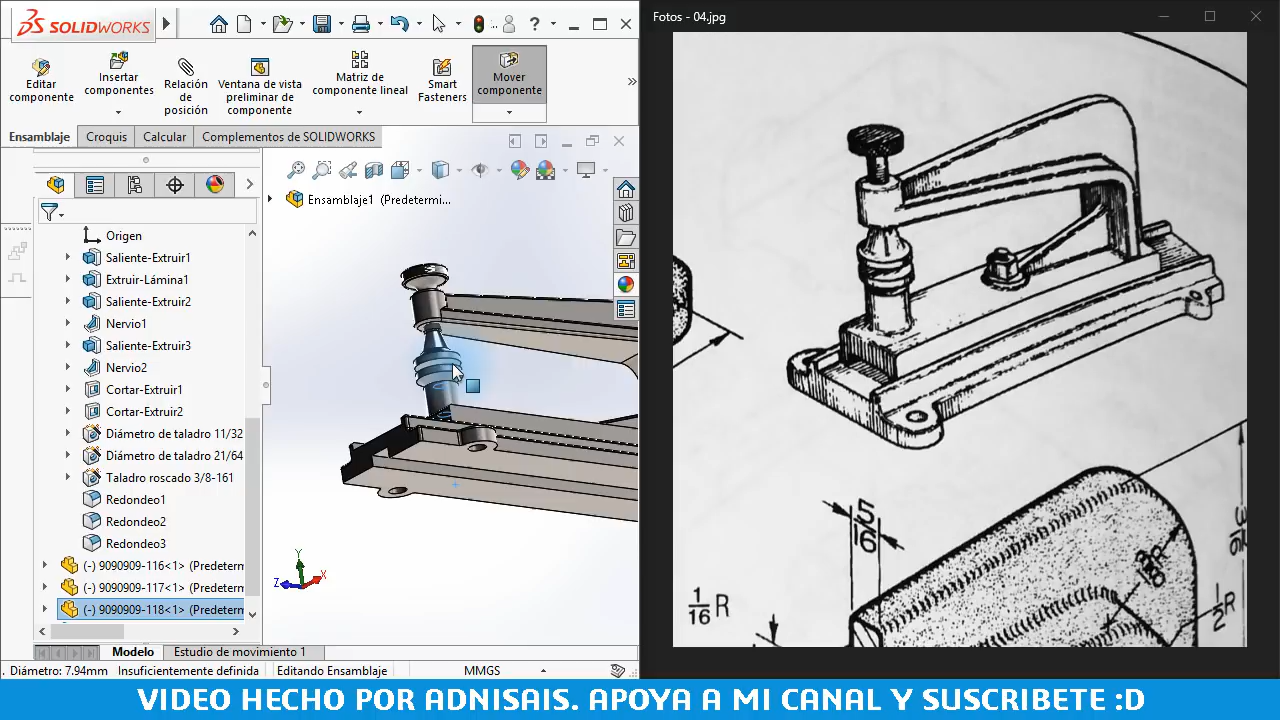 SOLIDWORKS
?
Fotos - 04.jpg
Editar
componente
Insertar
componentes
Relación
de
posición
Ventana de vista
preliminar de
componente
Matriz de
componente lineal
Smart
Fasteners
Mover
componente
Ensamblaje
Croquis
Calcular
Complementos de SOLIDWORKS
Ensamblaje1 (Predetermi...
Origen
Saliente-Extruir1
Extruir-Lámina1
Saliente-Extruir2
Nervio1
Saliente-Extruir3
Nervio2
Cortar-Extruir1
Cortar-Extruir2
Diámetro de taladro 11/32
Diámetro de taladro 21/64
Taladro roscado 3/8-161
Redondeo1
Redondeo2
Redondeo3
(-) 9090909-116<1> (Predeterm
(-) 9090909-117<1> (Predeterm
(-) 9090909-118<1> (Predeterm
Y
Z
X
5/16
1/16 R
1/2 R
Modelo
Estudio de movimiento 1
Diámetro: 7.94mm
Insuficientemente definida
Editando Ensamblaje
MMGS
VIDEO HECHO POR ADNISAIS. APOYA A MI CANAL Y SUSCRIBETE :D